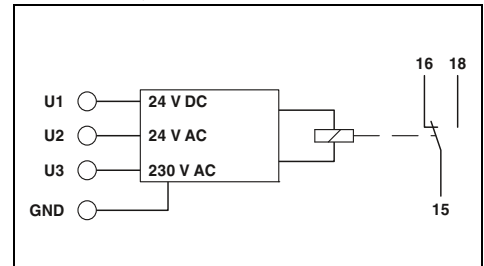 16 18
U1 24 V DC
U2 24 V AC
U3 230 V AC
GND
15